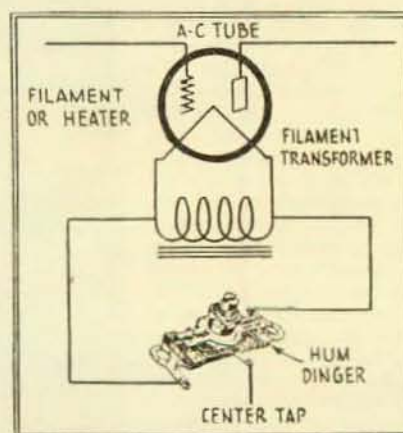 A-C TUBE
FILAMENT
OR HEATER
FILAMENT
TRANSFORMER
HUM
DINGER
CENTER TAP